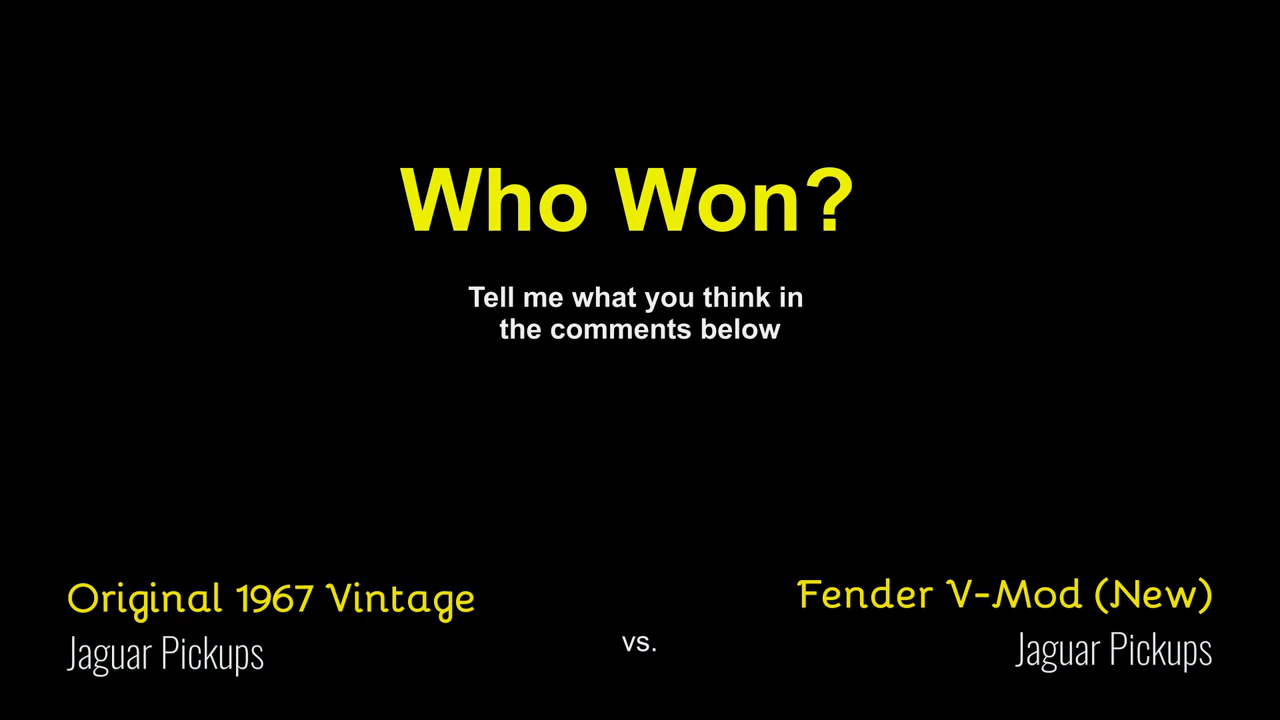 Who Won?
Tell me what you think in
the comments below
Original 1967 Vintage
Jaguar Pickups
vs.
Fender V-Mod (New)
Jaguar Pickups